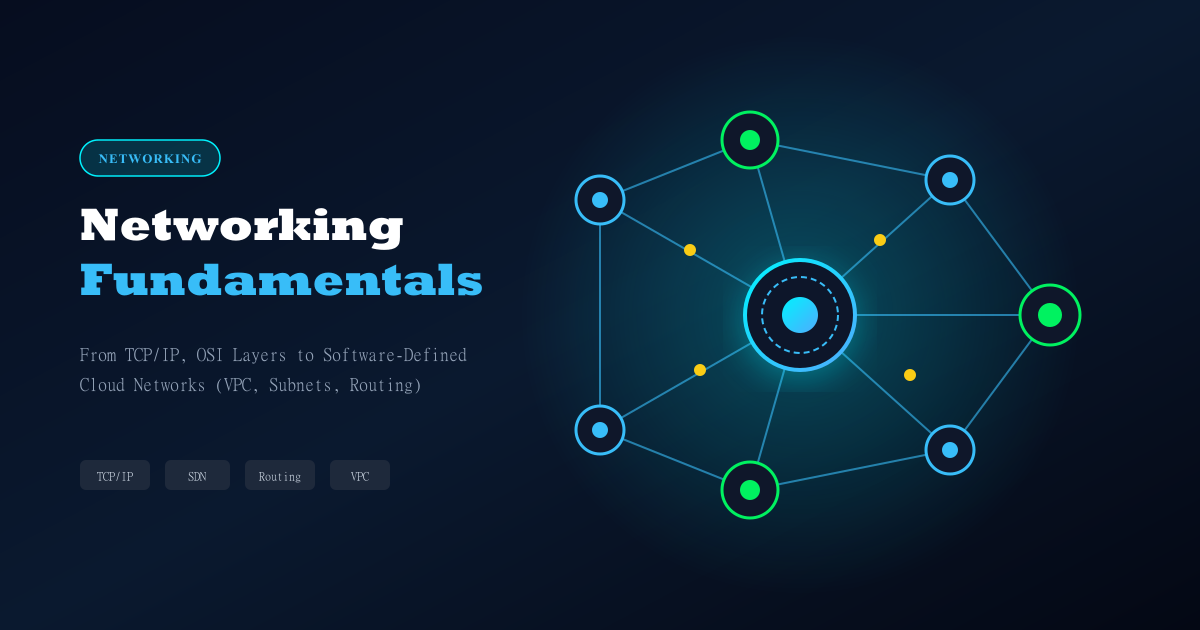 NETWORKING
Networking
Fundamentals
From TCP/IP, OSI Layers to Software-Defined
Cloud Networks (VPC, Subnets, Routing)
TCP/IP
SDN
Routing
VPC